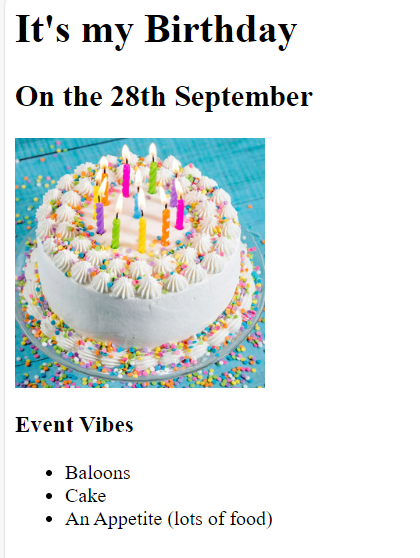 It's my Birthday
On the 28th September
Event Vibes
Baloons
Cake
An Appetite (lots of food)